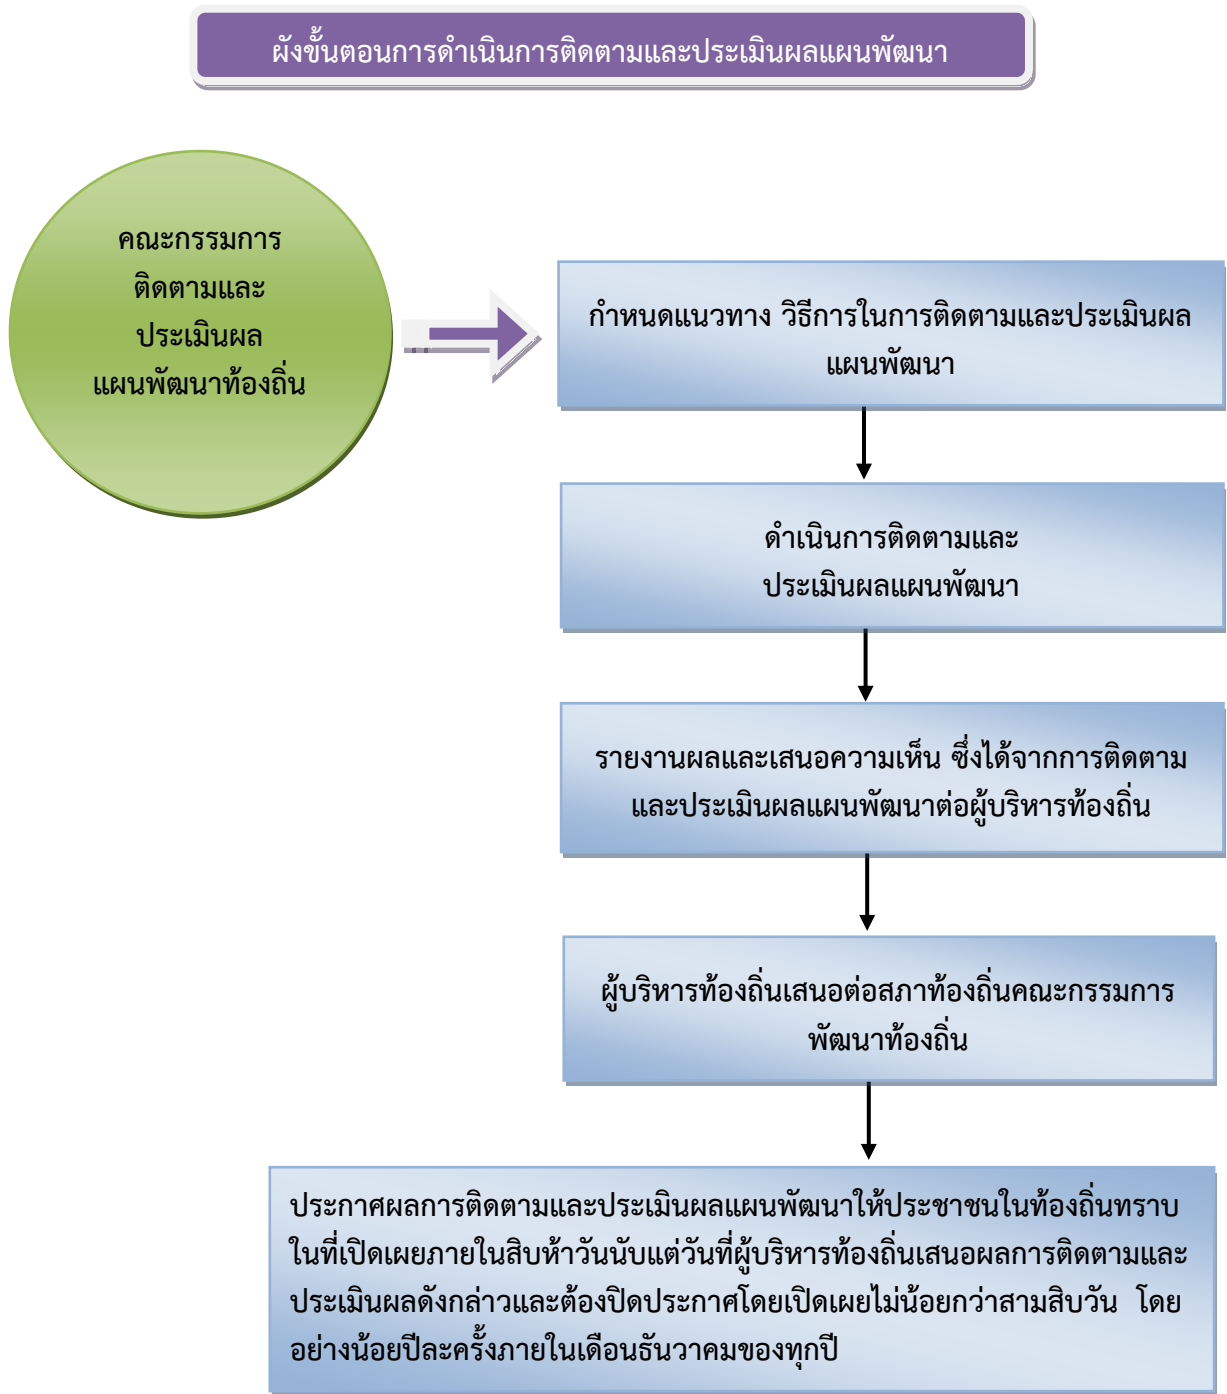 ผังขั้นตอนการดำเนินการติดตามและประเมินผลแผนพัฒนา
คณะกรรมการ
ติดตามและ
ประเมินผล
แผนพัฒนาท้องถิ่น
กำหนดแนวทาง วิธีการในการติดตามและประเมินผล
แผนพัฒนา
ดำเนินการติดตามและ
ประเมินผลแผนพัฒนา
รายงานผลและเสนอความเห็น ซึ่งได้จากการติดตาม
และประเมินผลแผนพัฒนาต่อผู้บริหารท้องถิ่น
ผู้บริหารท้องถิ่นเสนอต่อสภาท้องถิ่นคณะกรรมการ
พัฒนาท้องถิ่น
ประกาศผลการติดตามและประเมินผลแผนพัฒนาให้ประชาชนในท้องถิ่นทราบ
ในที่เปิดเผยภายในสิบห้าวันนับแต่วันที่ผู้บริหารท้องถิ่นเสนอผลการติดตามและ
ประเมินผลดังกล่าวและต้องปิดประกาศโดยเปิดเผยไม่น้อยกว่าสามสิบวัน โดย
อย่างน้อยปีละครั้งภายในเดือนธันวาคมของทุกปี